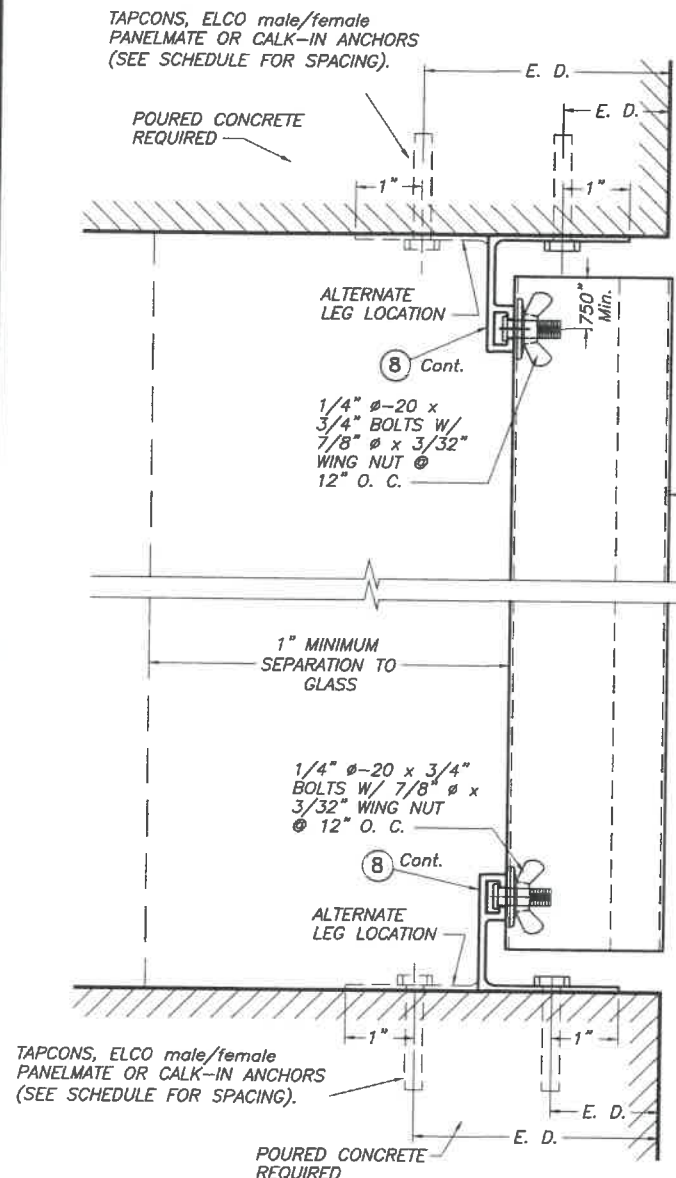 TAPCONS, ELCO male/female
PANELMATE OR CALK-IN ANCHORS
(SEE SCHEDULE FOR SPACING).
E. D.
E. D.
POURED CONCRETE
REQUIRED
1"
1"
ALTERNATE
LEG LOCATION
.750"
Min.
8 Cont.
1/4" ø-20 x
3/4" BOLTS W/
7/8" ø x 3/32"
WING NUT @
12" O. C.
1" MINIMUM
SEPARATION TO
GLASS
1/4" ø-20 x 3/4"
BOLTS W/ 7/8" ø x
3/32" WING NUT
@ 12" O. C.
8 Cont.
ALTERNATE
LEG LOCATION
1"
1"
TAPCONS, ELCO male/female
PANELMATE OR CALK-IN ANCHORS
(SEE SCHEDULE FOR SPACING).
E. D.
E. D.
POURED CONCRETE
REQUIRED